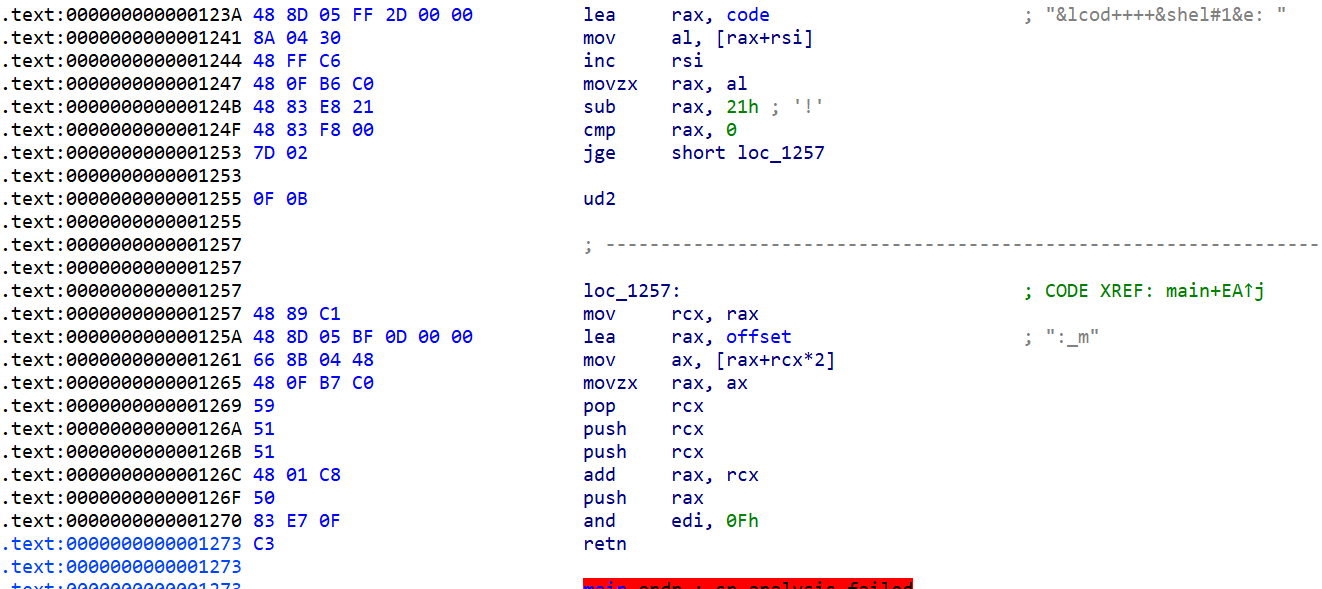 .text:000000000000123A 48 8D 05 FF 2D 00 00 lea rax, code ; "&lcod++++&shel#1&e: "
.text:0000000000001241 8A 04 30 mov al, [rax+rsi]
.text:0000000000001244 48 FF C6 inc rsi
.text:0000000000001247 48 0F B6 C0 movzx rax, al
.text:000000000000124B 48 83 E8 21 sub rax, 21h ; '!'
.text:000000000000124F 48 83 F8 00 cmp rax, 0
.text:0000000000001253 7D 02 jge short loc_1257
.text:0000000000001253
.text:0000000000001255 0F 0B ud2
.text:0000000000001255
.text:0000000000001257 ; -----------------------------------------------------------------
.text:0000000000001257
.text:0000000000001257 loc_1257: ; CODE XREF: main+EA↑j
.text:0000000000001257 48 89 C1 mov rcx, rax
.text:000000000000125A 48 8D 05 BF 0D 00 00 lea rax, offset ; ":_m"
.text:0000000000001261 66 8B 04 48 mov ax, [rax+rcx*2]
.text:0000000000001265 48 0F B7 C0 movzx rax, ax
.text:0000000000001269 59 pop rcx
.text:000000000000126A 51 push rcx
.text:000000000000126B 51 push rcx
.text:000000000000126C 48 01 C8 add rax, rcx
.text:000000000000126F 50 push rax
.text:0000000000001270 83 E7 0F and edi, 0Fh
.text:0000000000001273 C3 retn
.text:0000000000001273
.text:0000000000001273 main endp ; sp-analysis failed